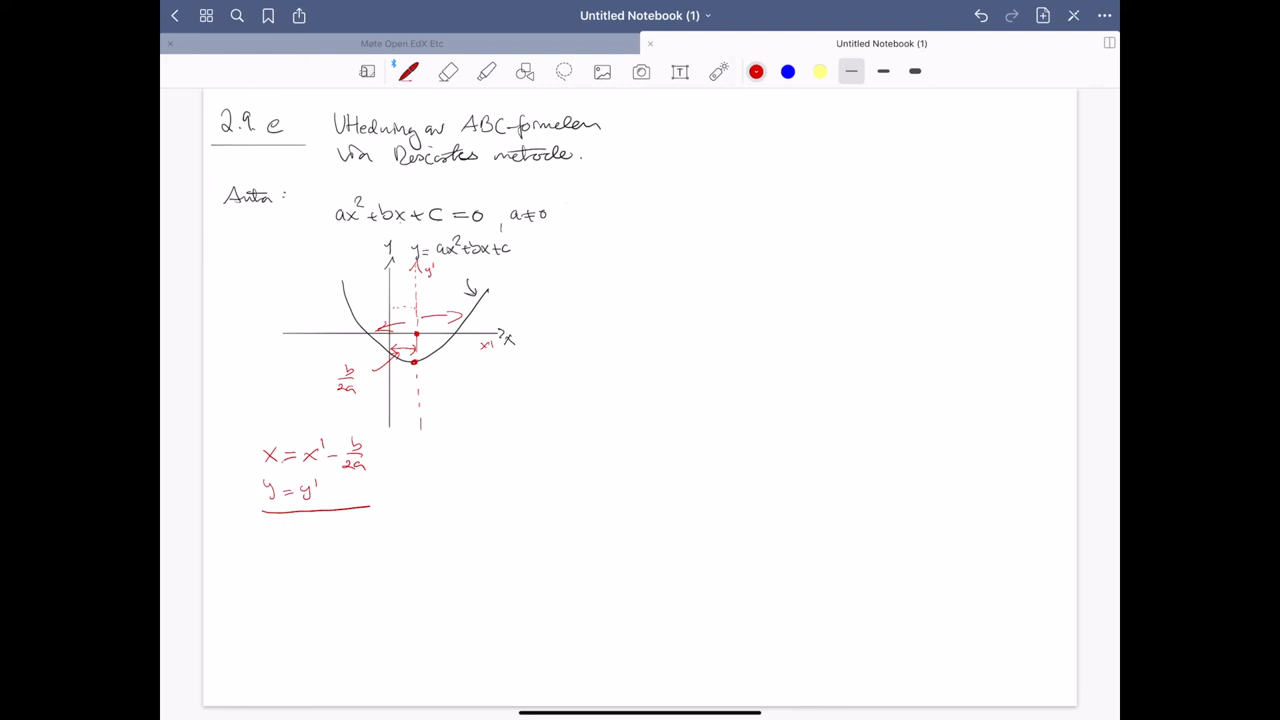 Untitled Notebook (1)
Møte Open EdX Etc
Untitled Notebook (1)
2.9. e Utledning av ABC-formelen
via Descartes metode.
Anta:
ax² + bx + c = 0, a ≠ 0
y y = ax² + bx + c
y'
x' x
b/2a
x = x' - b/2a
y = y'